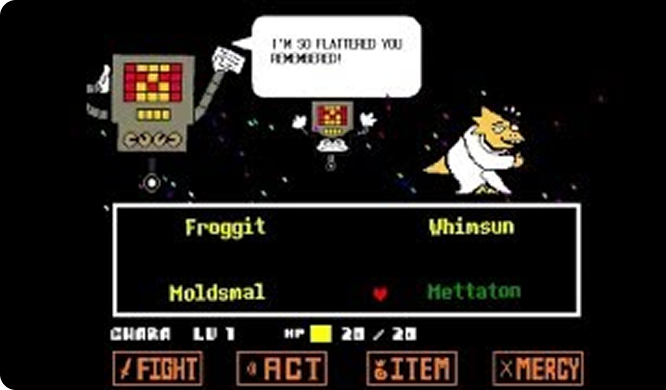 I'M SO FLATTERED YOU
REMEMBERED!
Froggit Whimsun
Moldsmal Mettaton
CHARA LV 1 HP 20 / 20
FIGHT ACT ITEM MERCY